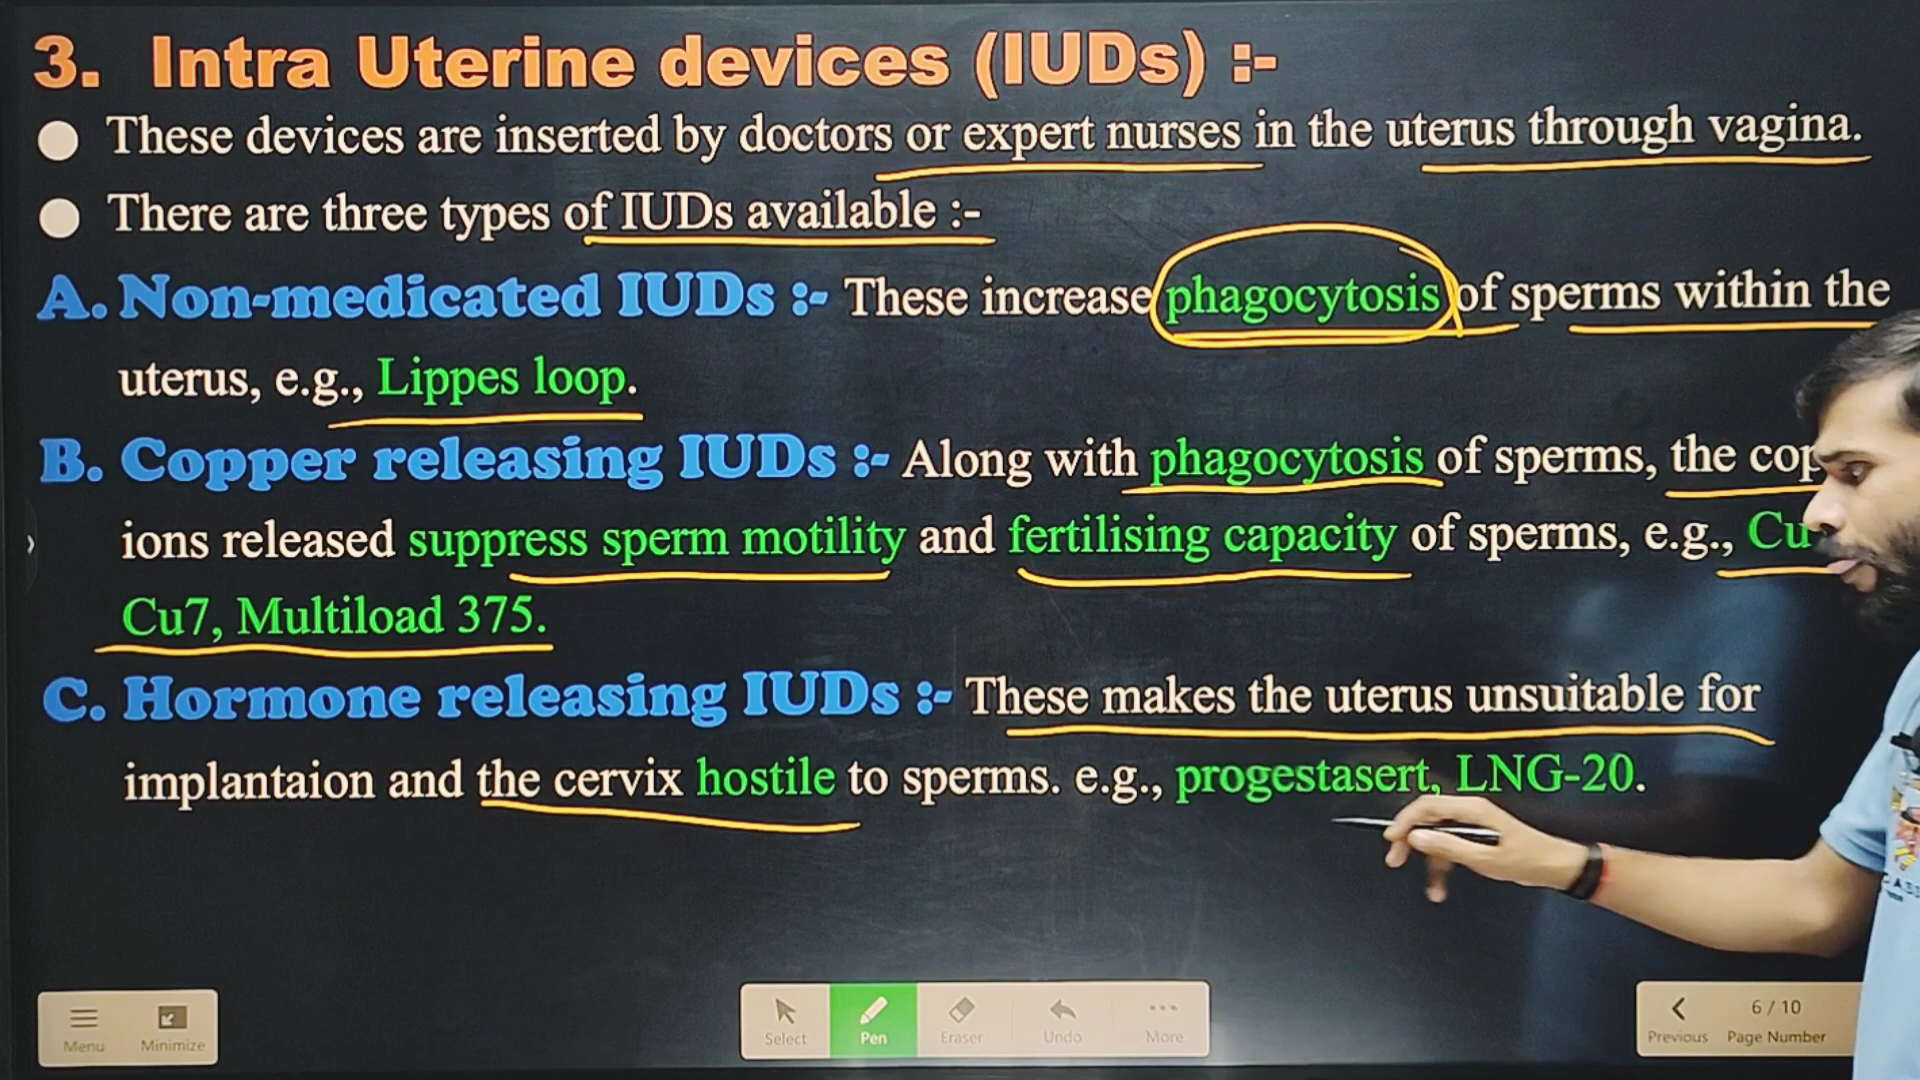 3. Intra Uterine devices (IUDs) :-
These devices are inserted by doctors or expert nurses in the uterus through vagina.
There are three types of IUDs available :-
A. Non-medicated IUDs :- These increase phagocytosis of sperms within the
uterus, e.g., Lippes loop.
B. Copper releasing IUDs :- Along with phagocytosis of sperms, the
ions released suppress sperm motility and fertilising capacity of sperms, e.g.,
Cu7, Multiload 375.
C. Hormone releasing IUDs :- These makes the uterus unsuitable for
implantaion and the cervix hostile to sperms. e.g., progestasert, LNG-20.
Menu
Minimize
Select
Pen
Eraser
Undo
More
6 / 10
Previous
Page Number